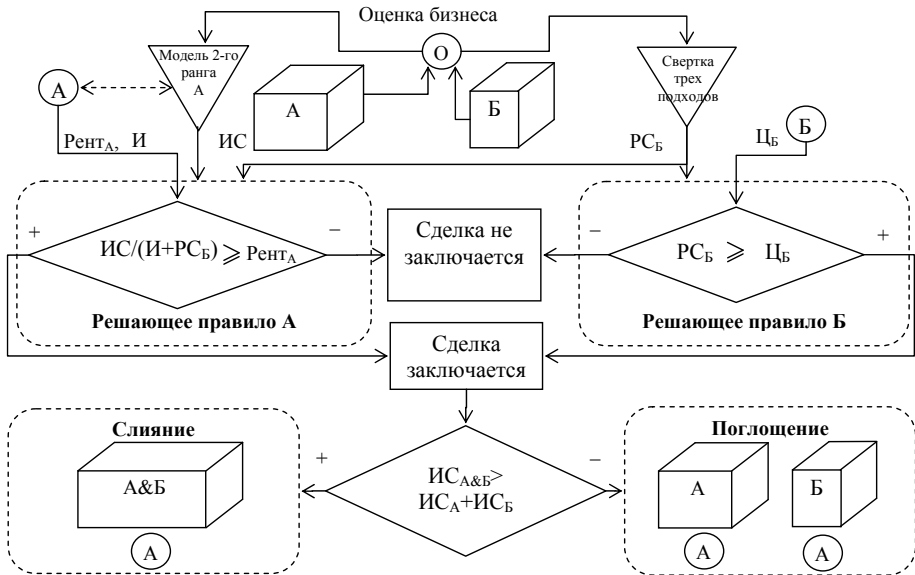 Оценка бизнеса
Модель 2-го
ранга
А
О
Свертка
трех
подходов
А
А
Б
Б
Рент_А, И
ИС
РС_Б
Ц_Б
+
ИС/(И+РС_Б) ⩾ Рент_А
−
Сделка не
заключается
−
РС_Б ⩾ Ц_Б
+
Решающее правило А
Решающее правило Б
Сделка
заключается
Слияние
Поглощение
А&Б
+
ИС_А&Б>
ИС_А+ИС_Б
−
А
Б
А
А
А